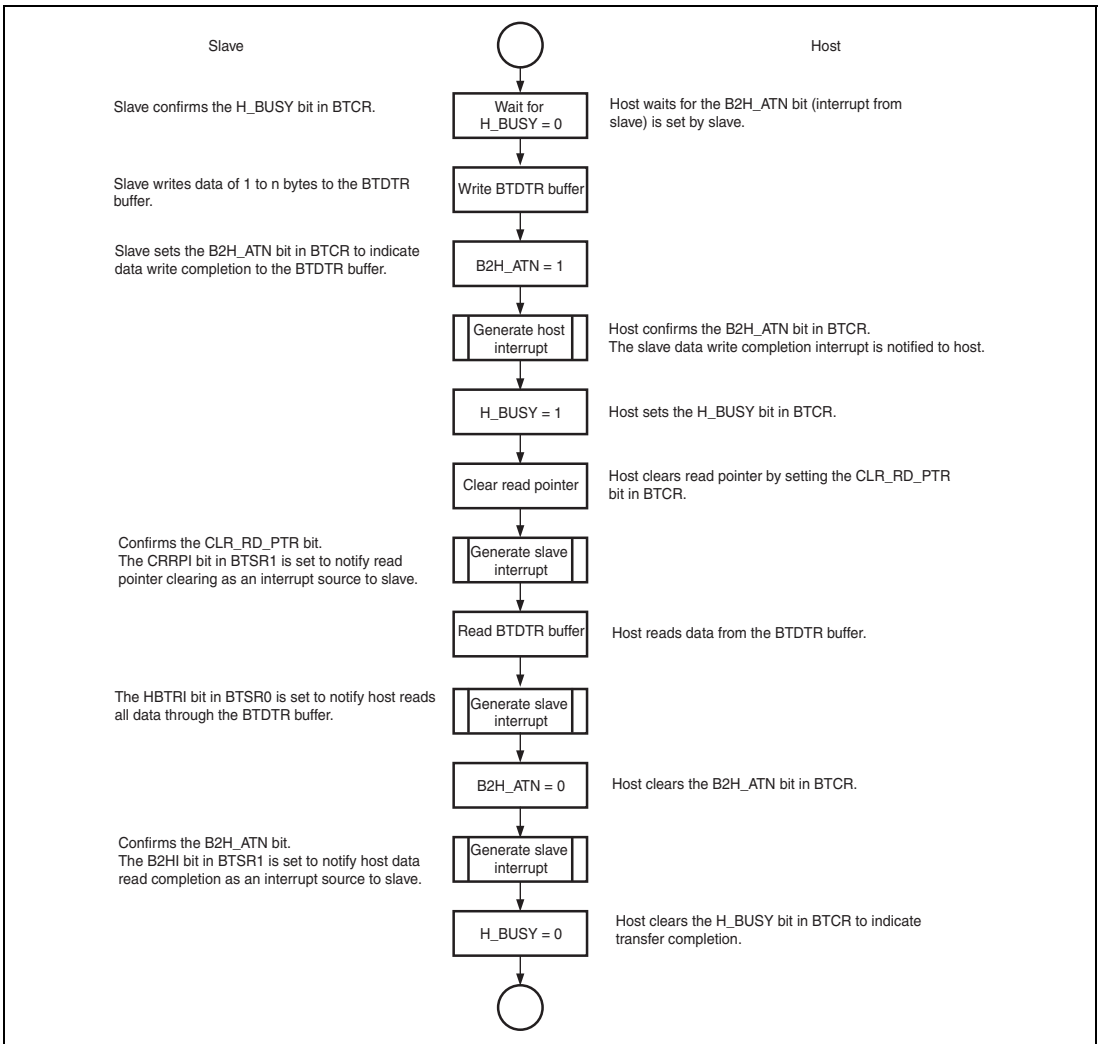 Slave
Host
Slave confirms the H_BUSY bit in BTCR.
Wait for
H_BUSY = 0
Host waits for the B2H_ATN bit (interrupt from
slave) is set by slave.
Slave writes data of 1 to n bytes to the BTDTR
buffer.
Write BTDTR buffer
Slave sets the B2H_ATN bit in BTCR to indicate
data write completion to the BTDTR buffer.
B2H_ATN = 1
Generate host
interrupt
Host confirms the B2H_ATN bit in BTCR.
The slave data write completion interrupt is notified to host.
H_BUSY = 1
Host sets the H_BUSY bit in BTCR.
Clear read pointer
Host clears read pointer by setting the CLR_RD_PTR
bit in BTCR.
Confirms the CLR_RD_PTR bit.
The CRRPI bit in BTSR1 is set to notify read
pointer clearing as an interrupt source to slave.
Generate slave
interrupt
Read BTDTR buffer
Host reads data from the BTDTR buffer.
The HBTRI bit in BTSR0 is set to notify host reads
all data through the BTDTR buffer.
Generate slave
interrupt
B2H_ATN = 0
Host clears the B2H_ATN bit in BTCR.
Confirms the B2H_ATN bit.
The B2HI bit in BTSR1 is set to notify host data
read completion as an interrupt source to slave.
Generate slave
interrupt
H_BUSY = 0
Host clears the H_BUSY bit in BTCR to indicate
transfer completion.